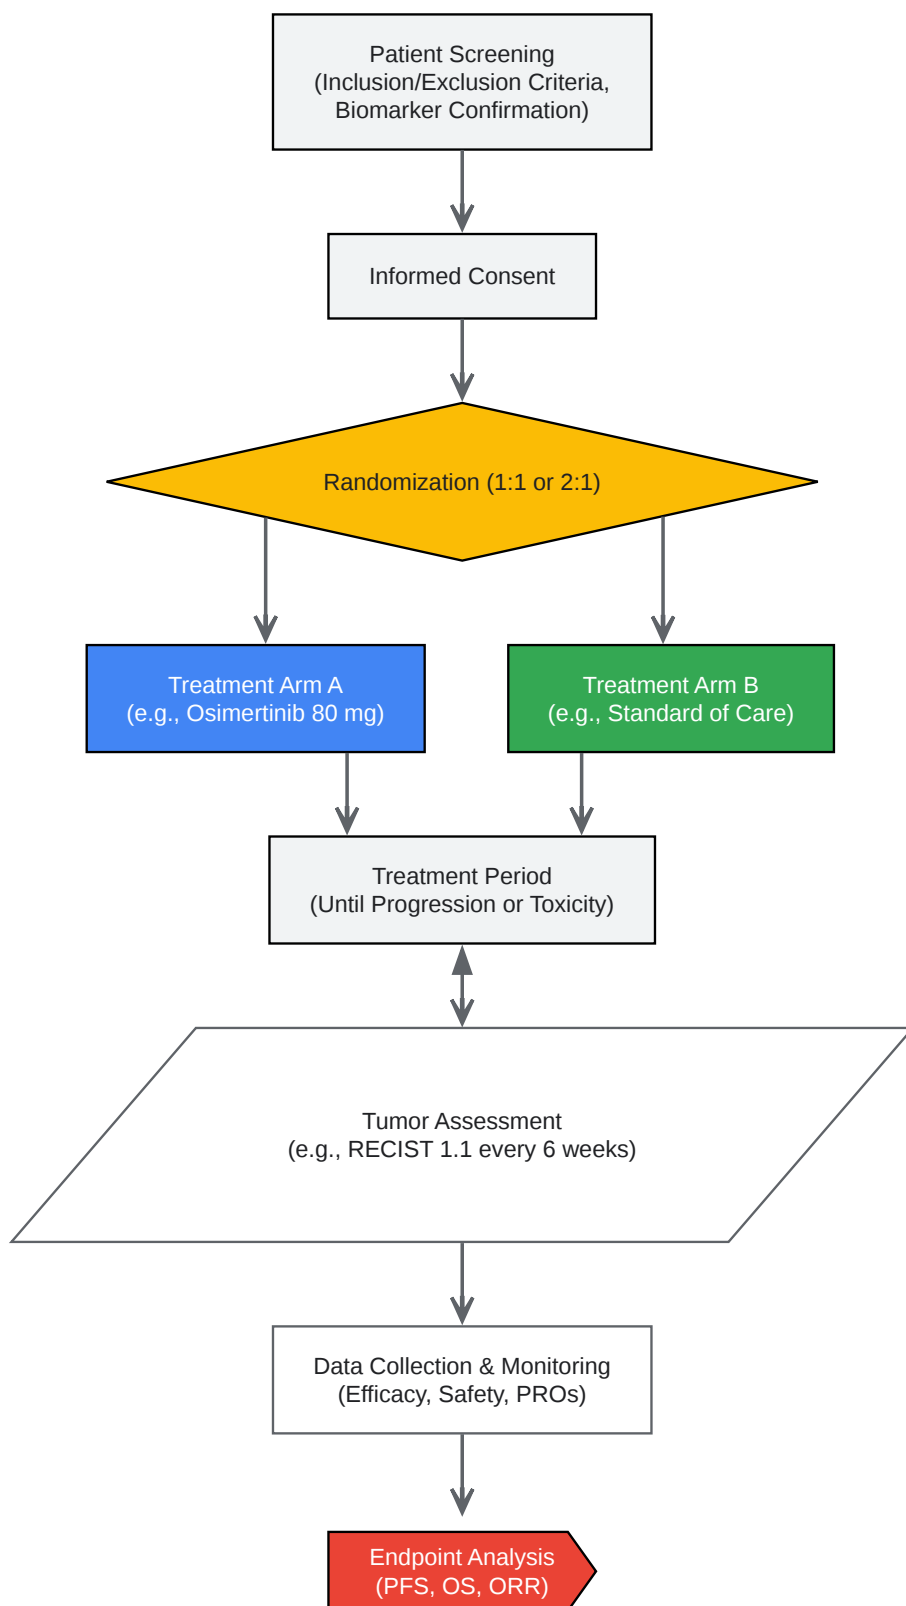 Patient Screening
(Inclusion/Exclusion Criteria,
Biomarker Confirmation)
Informed Consent
Randomization (1:1 or 2:1)
Treatment Arm A
(e.g., Osimertinib 80 mg)
Treatment Arm B
(e.g., Standard of Care)
Treatment Period
(Until Progression or Toxicity)
Tumor Assessment
(e.g., RECIST 1.1 every 6 weeks)
Data Collection & Monitoring
(Efficacy, Safety, PROs)
Endpoint Analysis
(PFS, OS, ORR)